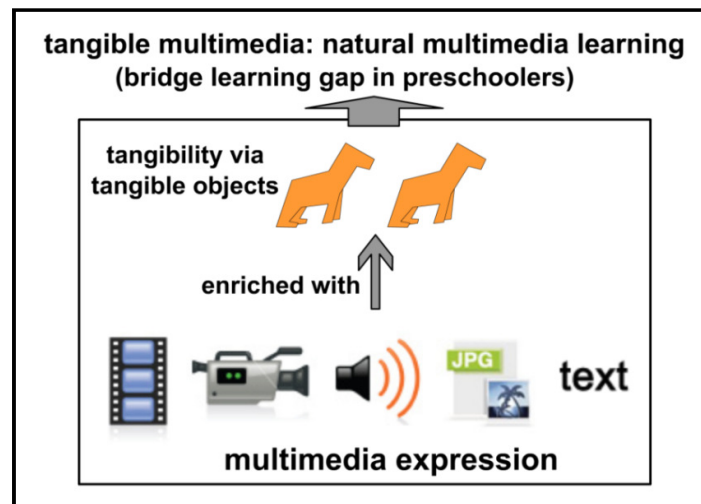 tangible multimedia: natural multimedia learning
(bridge learning gap in preschoolers)
tangibility via
tangible objects
enriched with
JPG
text
multimedia expression